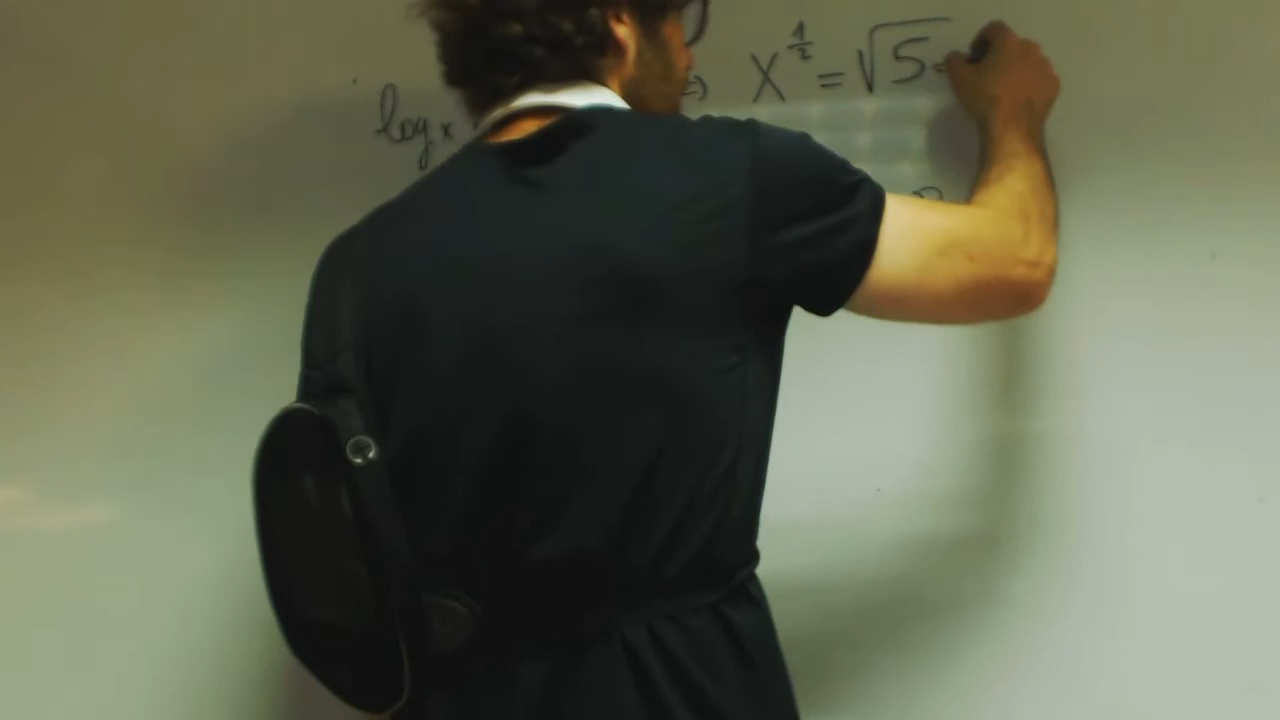 log x ⇒ X^1/2 = √5